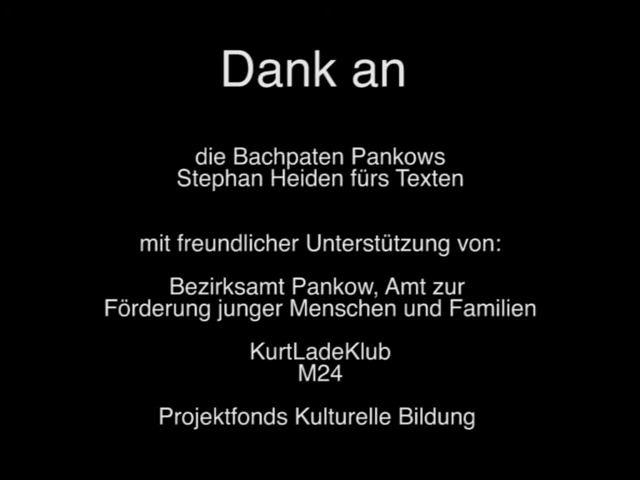 Dank an
die Bachpaten Pankows
Stephan Heiden fürs Texten
mit freundlicher Unterstützung von:
Bezirksamt Pankow, Amt zur
Förderung junger Menschen und Familien
KurtLadeKlub
M24
Projektfonds Kulturelle Bildung